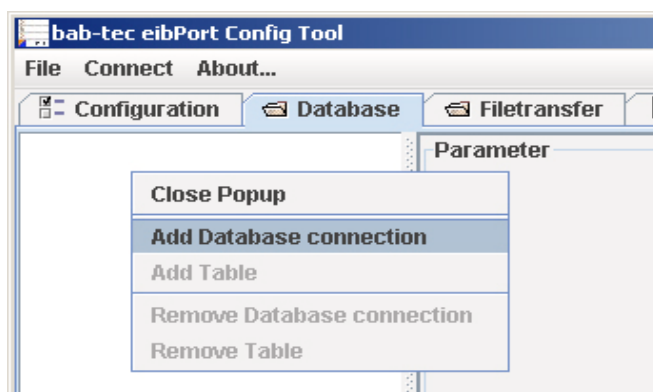 bab-tec eibPort Config Tool
File Connect About...
Configuration Database Filetransfer
Parameter
Close Popup
Add Database connection
Add Table
Remove Database connection
Remove Table